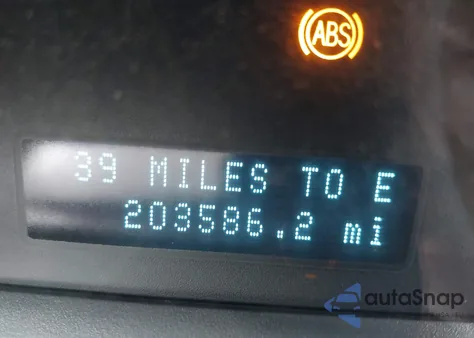 ABS
39 MILES TO E
203586.2 mi
autoSnap